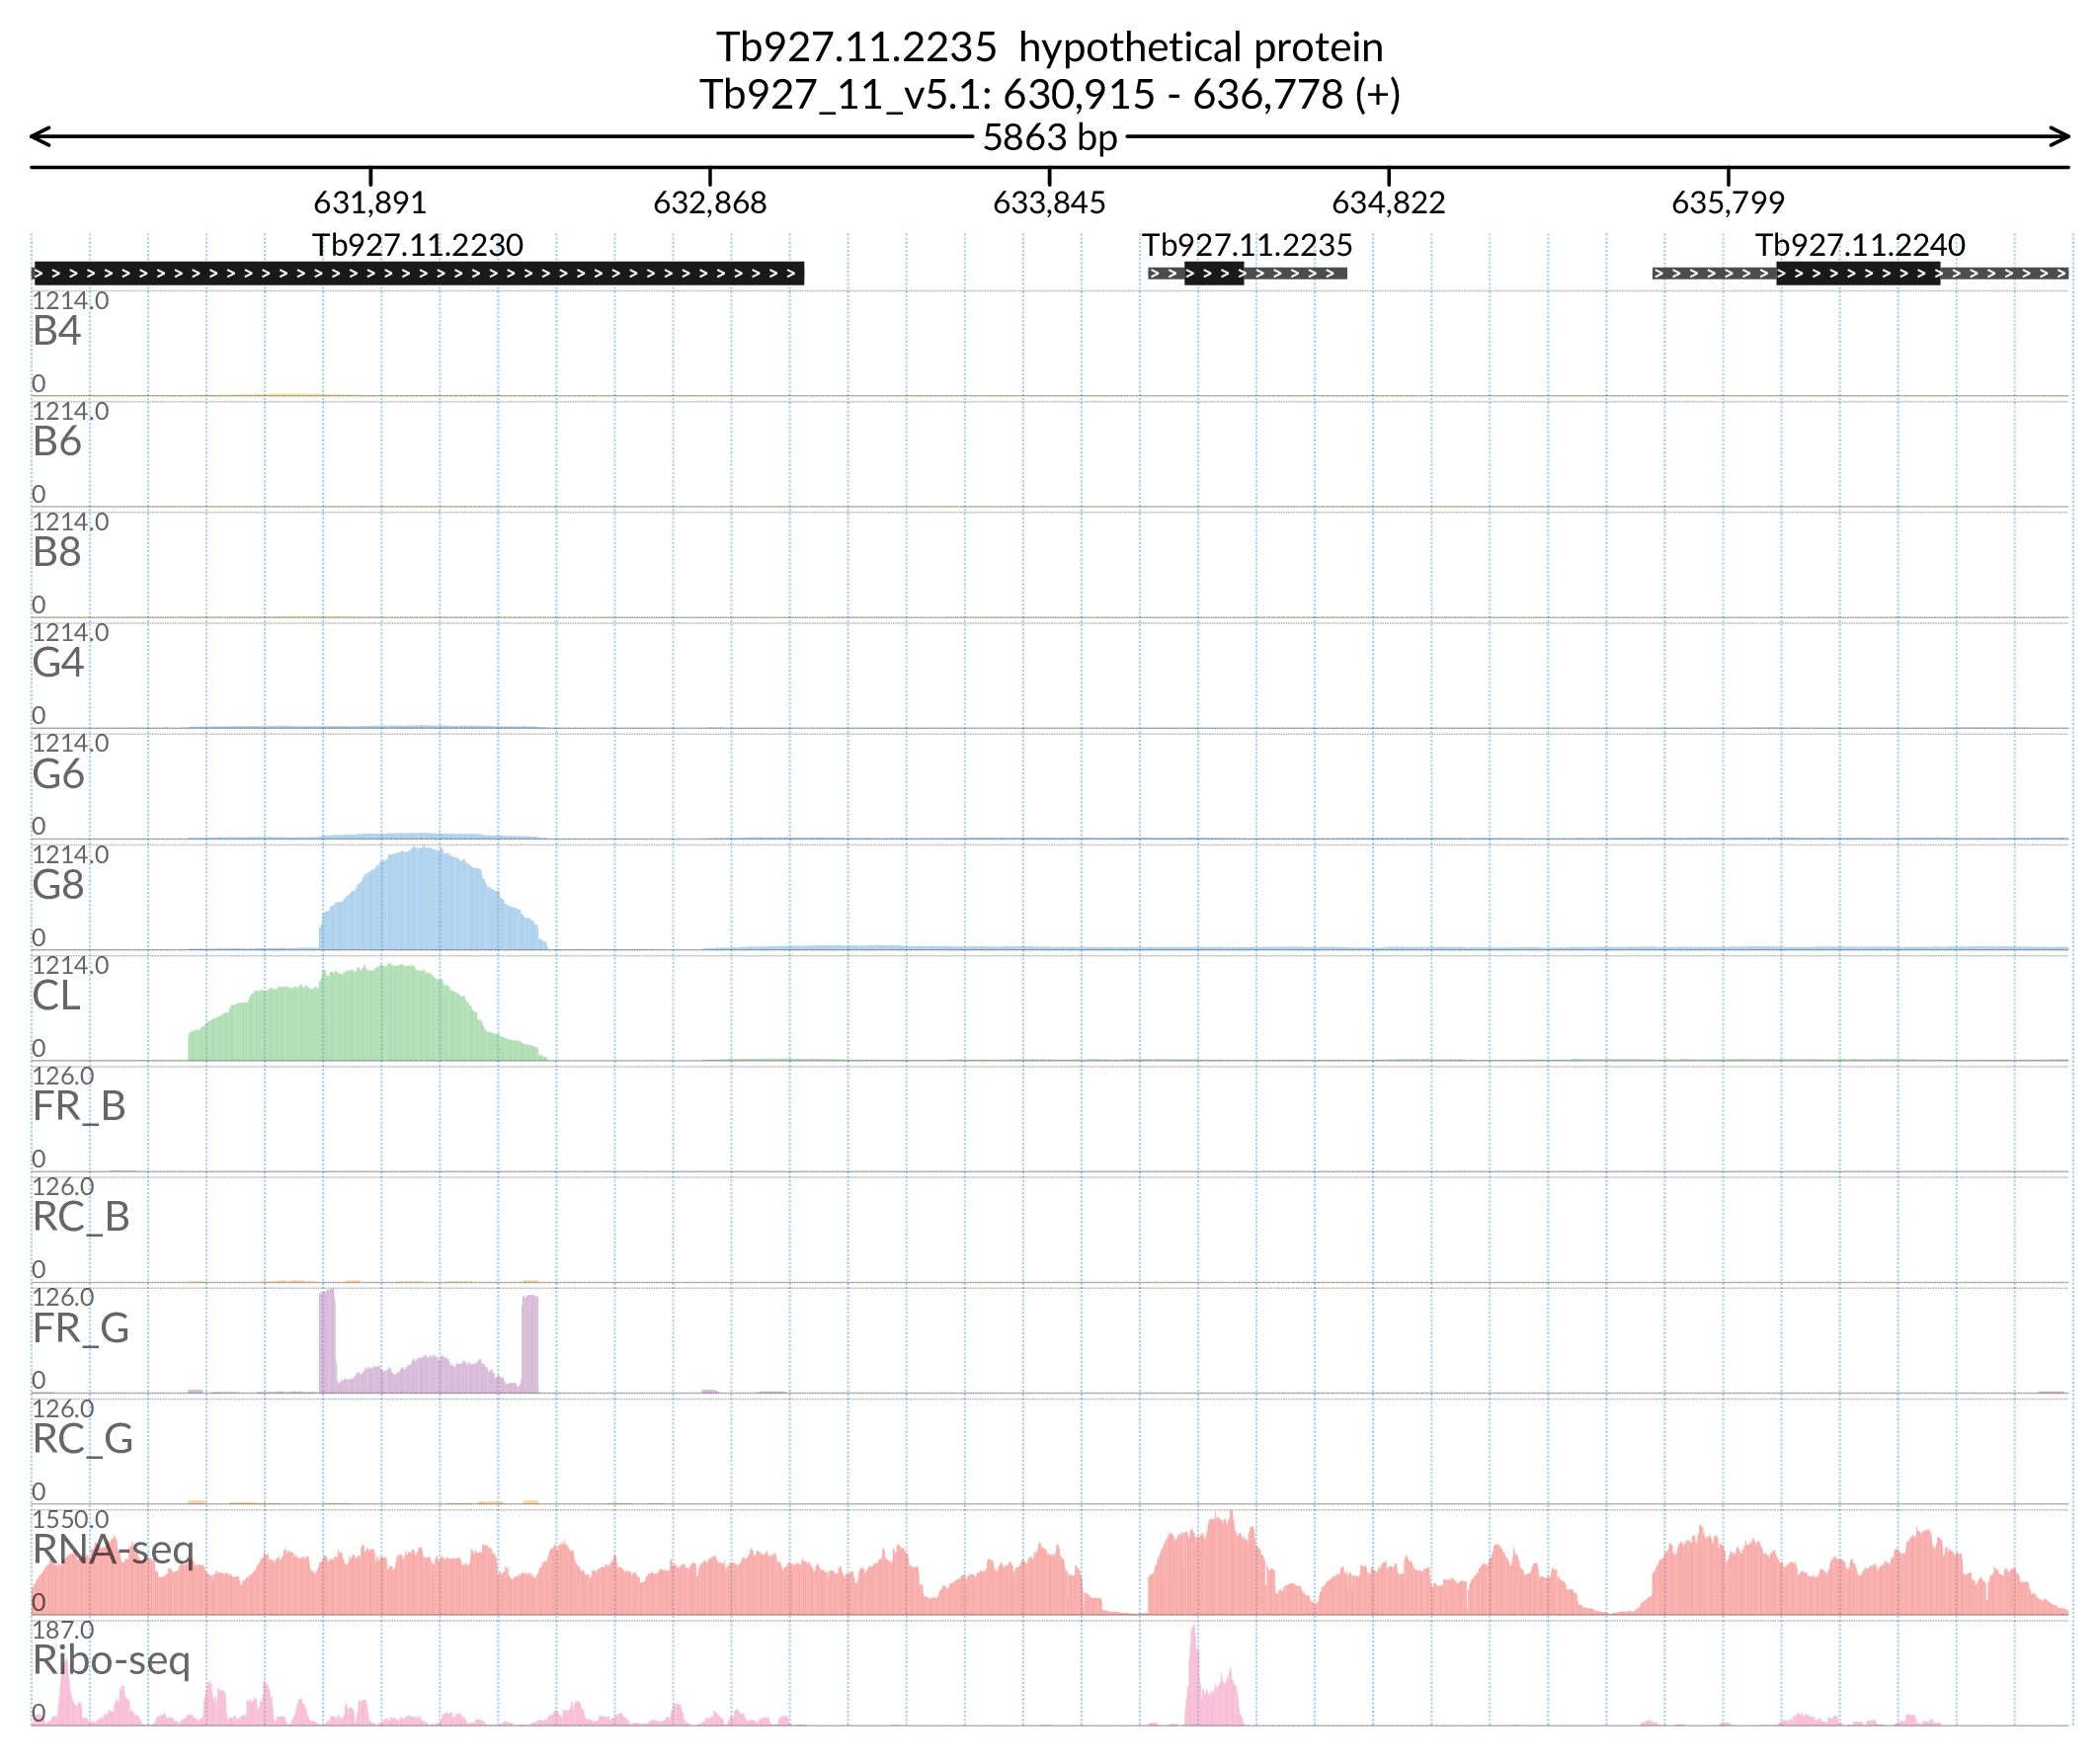 Tb927.11.2235  hypothetical protein
Tb927_11_v5.1: 630,915 - 636,778 (+)
5863 bp
631,891 632,868 633,845 634,822 635,799
Tb927.11.2230 Tb927.11.2235 Tb927.11.2240
1214.0
B4
0
1214.0
B6
0
1214.0
B8
0
1214.0
G4
0
1214.0
G6
0
1214.0
G8
0
1214.0
CL
0
126.0
FR_B
0
126.0
RC_B
0
126.0
FR_G
0
126.0
RC_G
0
1550.0
RNA-seq
0
187.0
Ribo-seq
0